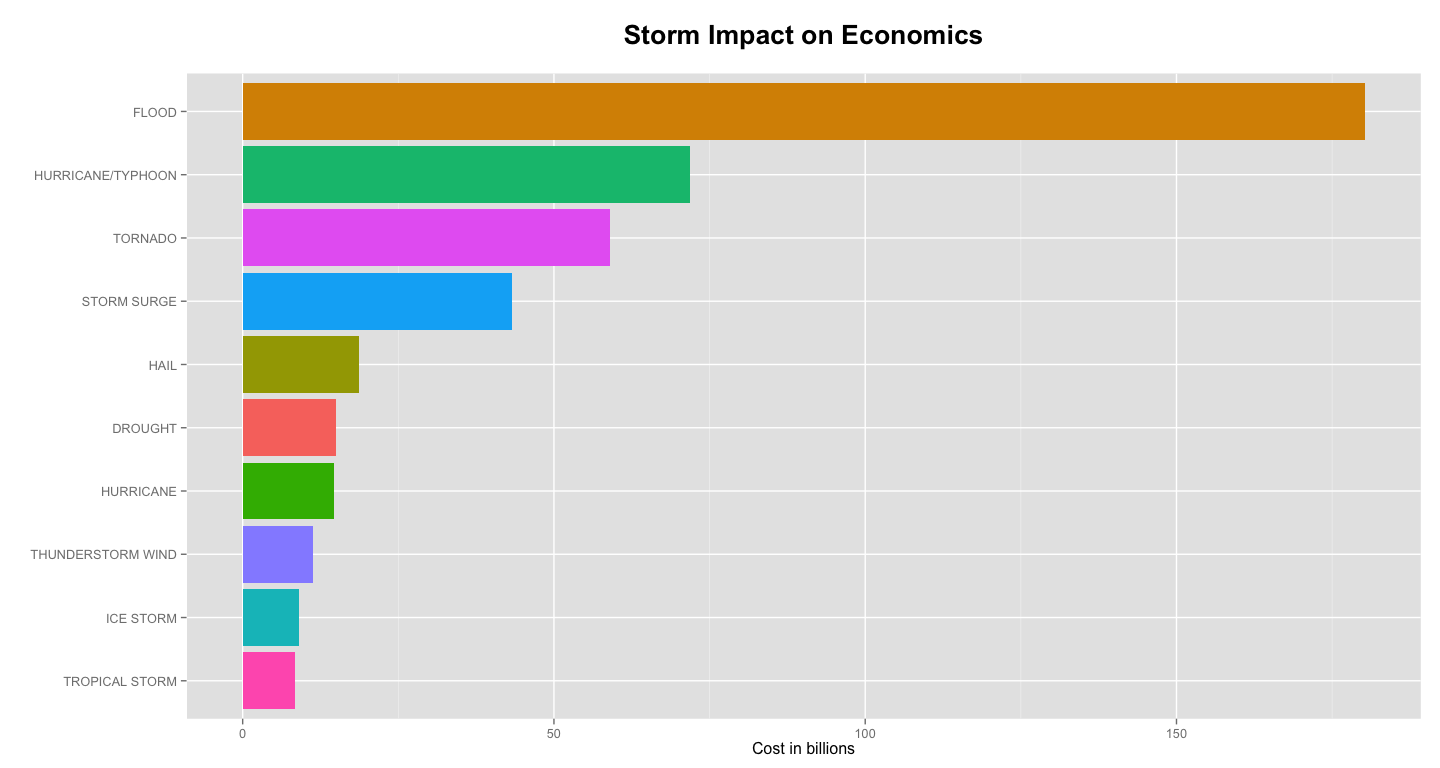 Storm Impact on Economics
FLOOD
HURRICANE/TYPHOON
TORNADO
STORM SURGE
HAIL
DROUGHT
HURRICANE
THUNDERSTORM WIND
ICE STORM
TROPICAL STORM
0 50 100 150
Cost in billions